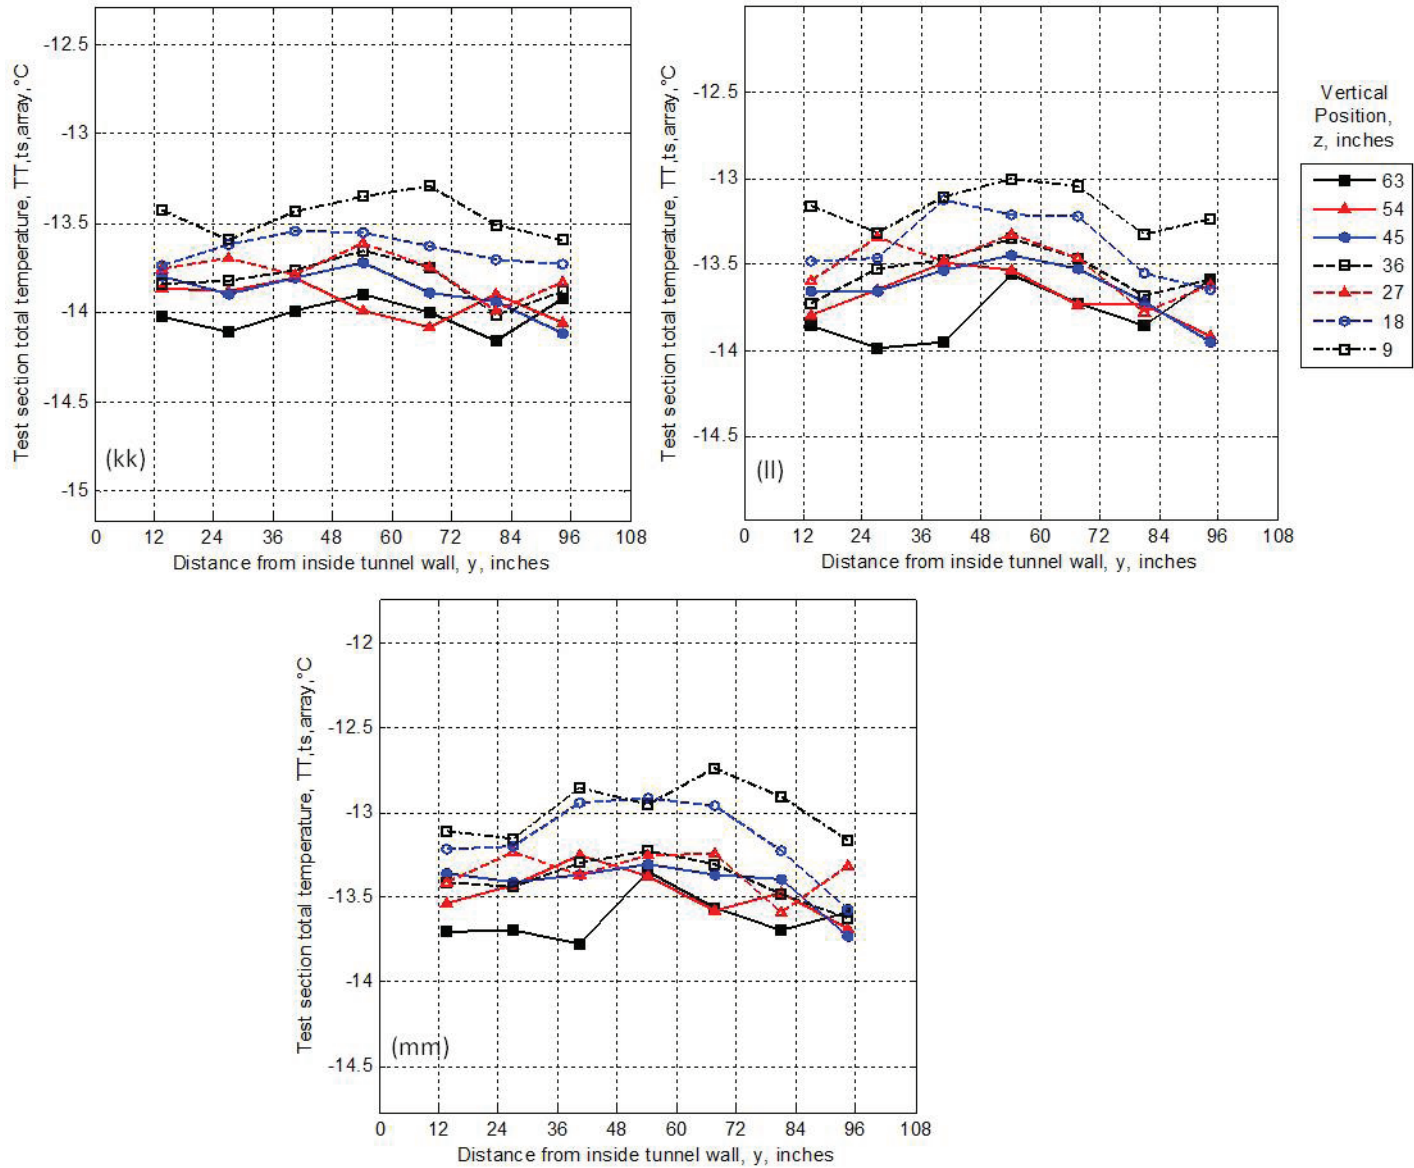 Test section total temperature, TT,ts,array,°C
-12.5
-13
-13.5
-14
-14.5
-15
(kk)
0 12 24 36 48 60 72 84 96 108
Distance from inside tunnel wall, y, inches
Test section total temperature, TT,ts,array,°C
-12.5
-13
-13.5
-14
-14.5
(ll)
0 12 24 36 48 60 72 84 96 108
Distance from inside tunnel wall, y, inches
Vertical
Position,
z, inches
63
54
45
36
27
18
9
Test section total temperature, TT,ts,array,°C
-12
-12.5
-13
-13.5
-14
-14.5
(mm)
0 12 24 36 48 60 72 84 96 108
Distance from inside tunnel wall, y, inches